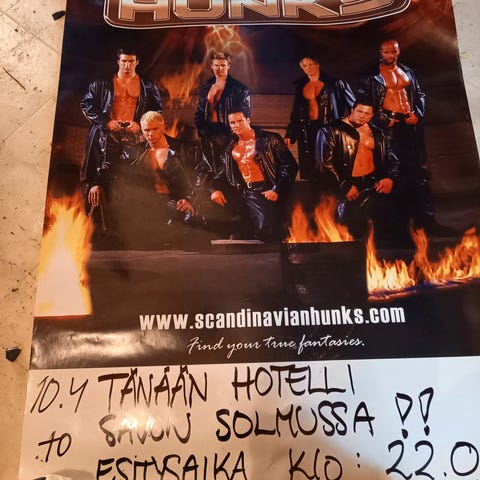 HUNKS
www.scandinavianhunks.com
Find your true fantasies.
10.4 TÄNÄÄN HOTELLI
to SAVON SOLMUSSA !!
ESITYSAIKA KLO: 22.0